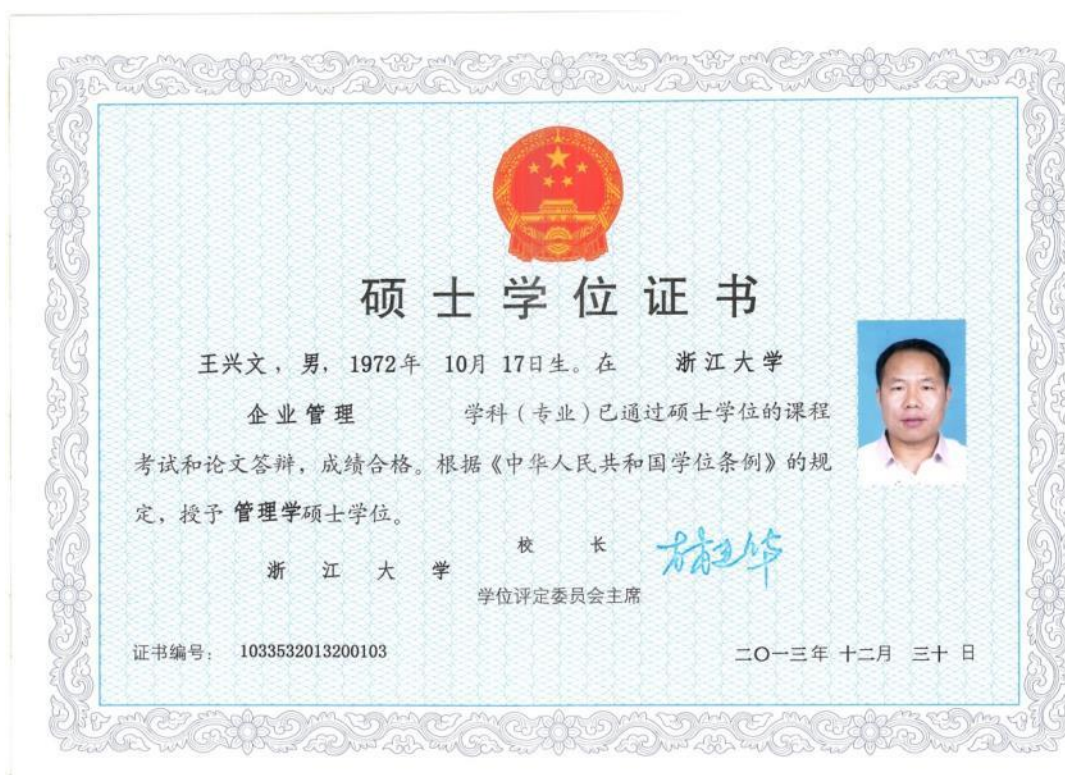 硕士学位证书
王兴文，男，1972年 10月 17日生。在 浙江大学
企业管理 学科（专业）已通过硕士学位的课程
考试和论文答辩，成绩合格。根据《中华人民共和国学位条例》的规
定，授予 管理学硕士学位。
校 长
浙 江 大 学
学位评定委员会主席
证书编号： 1033532013200103
二〇一三年 十二月 三十 日